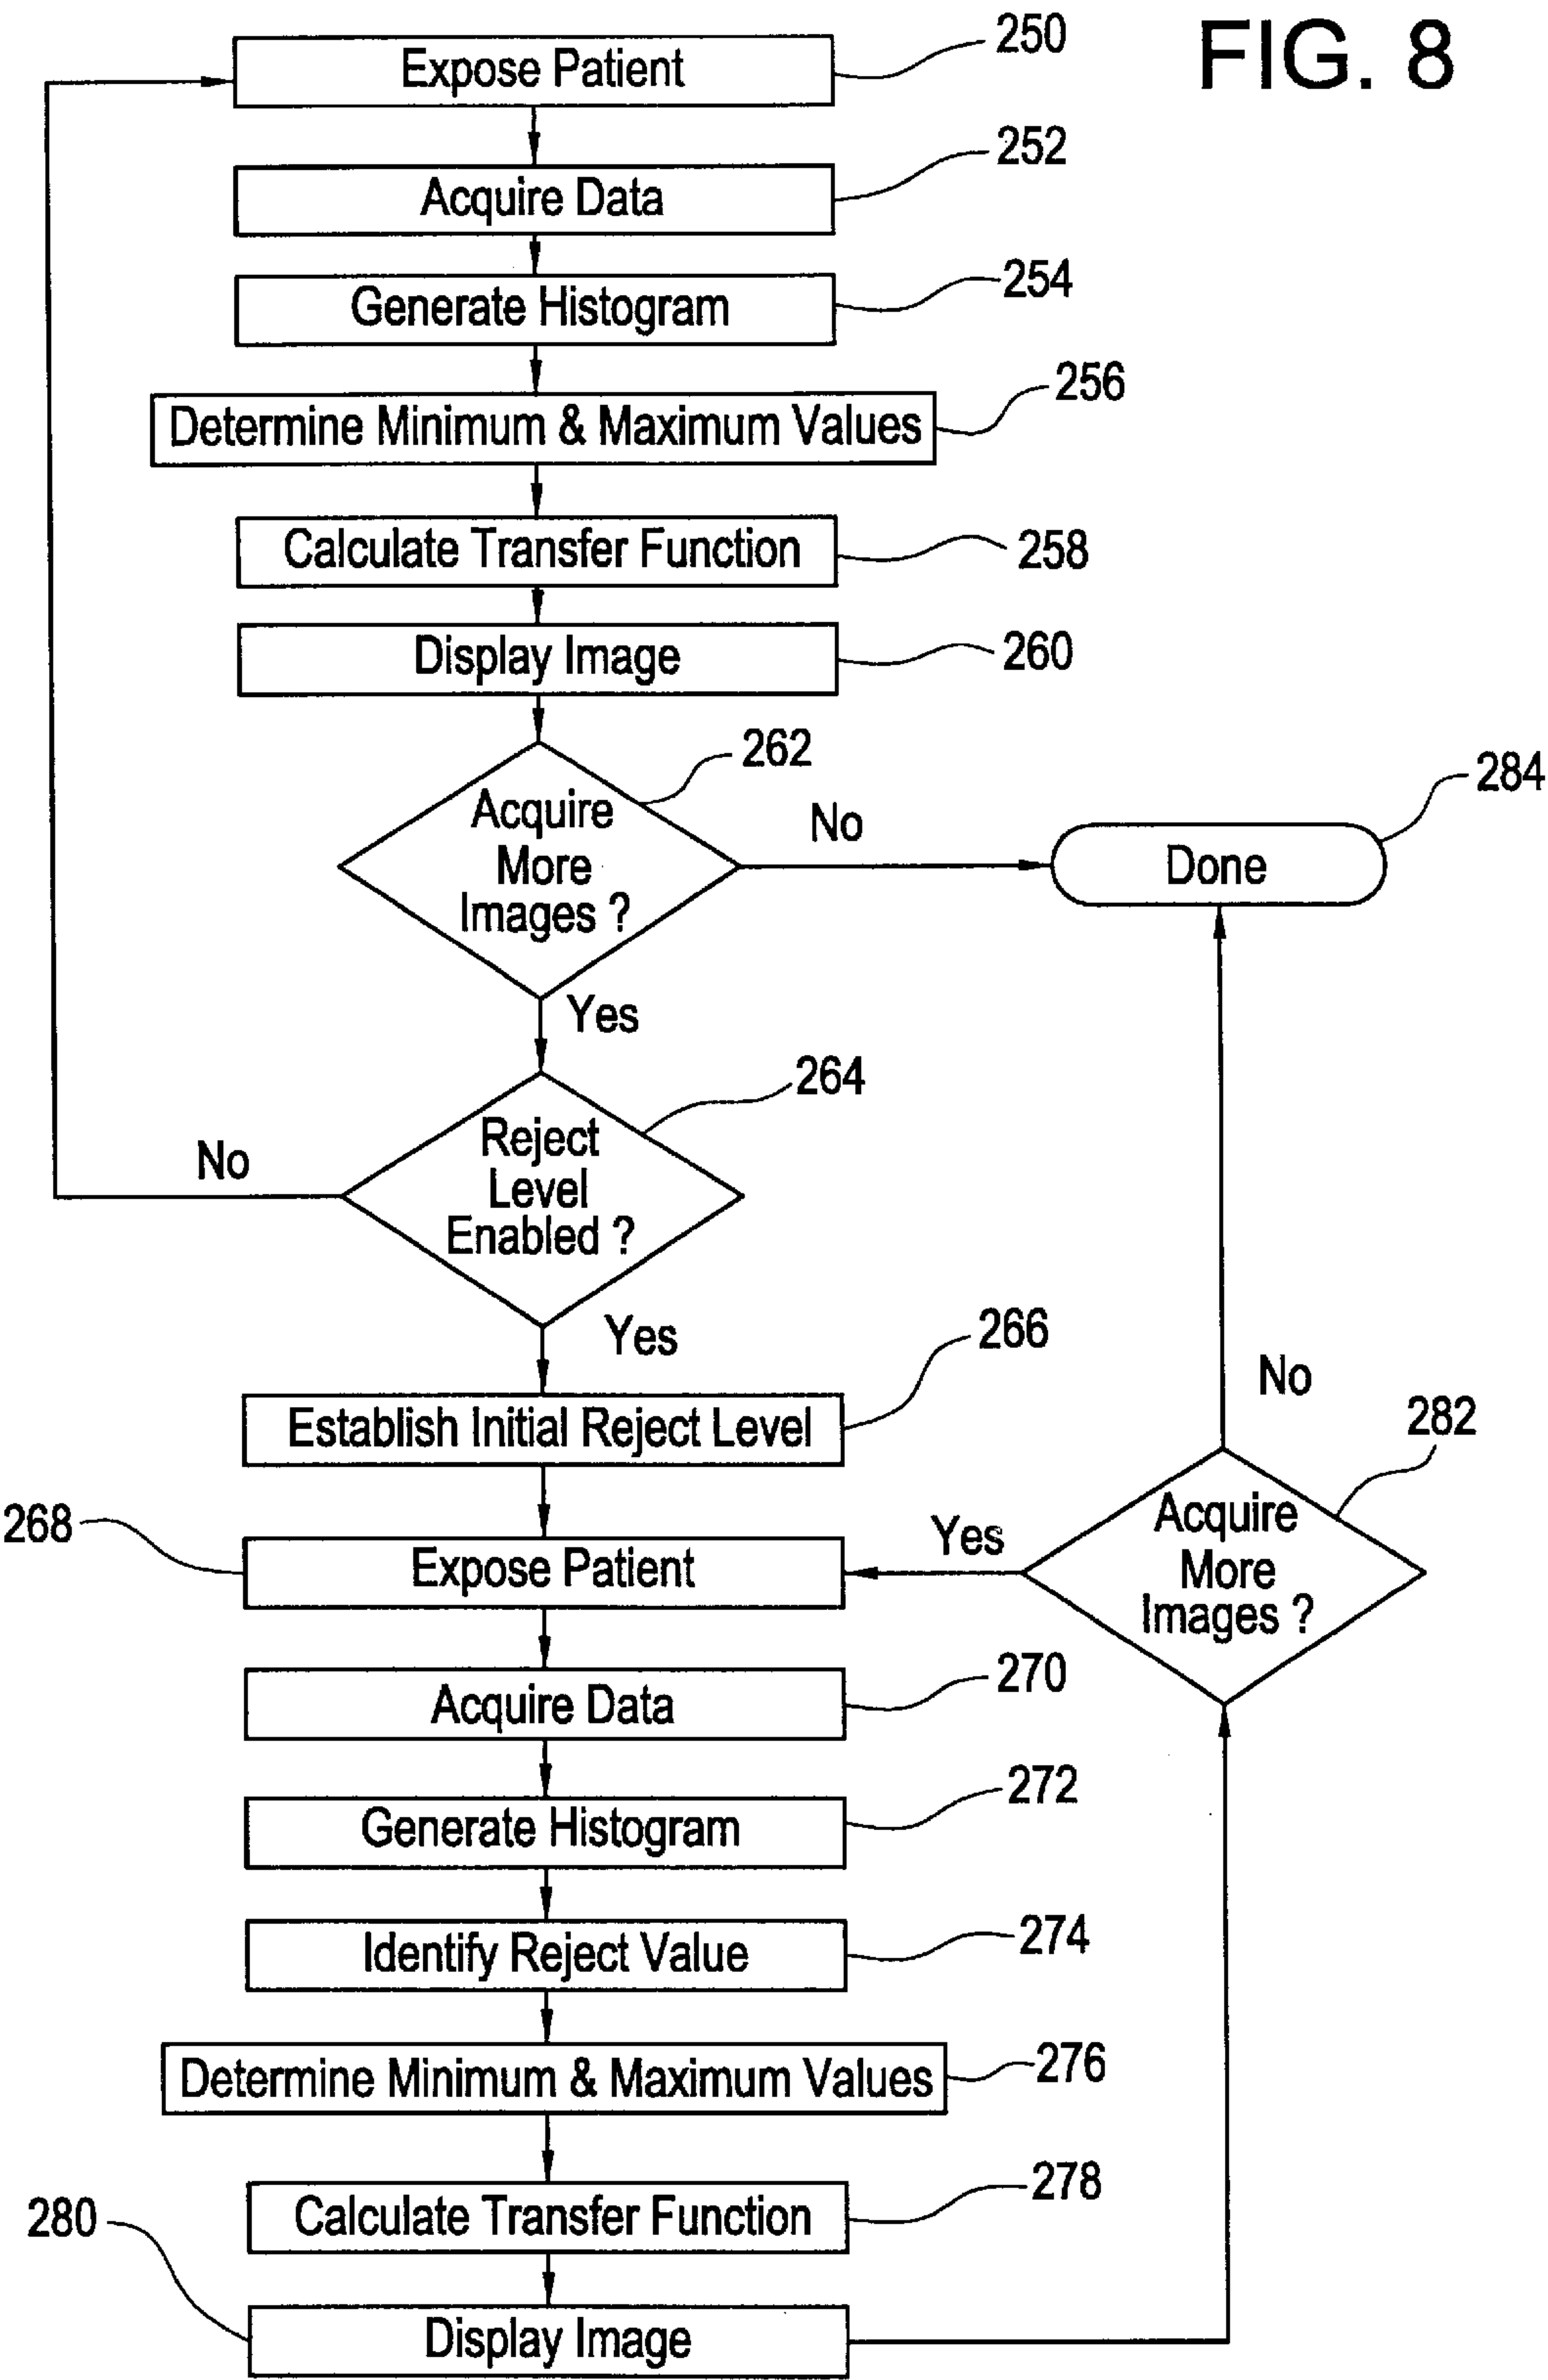 FIG. 8
Expose Patient
250
Acquire Data
252
Generate Histogram
254
Determine Minimum & Maximum Values
256
Calculate Transfer Function
258
Display Image
260
262
Acquire
More
Images ?
No
284
Done
Yes
264
Reject
Level
Enabled ?
No
Yes
266
Establish Initial Reject Level
No
282
268
Expose Patient
Yes
Acquire
More
Images ?
270
Acquire Data
272
Generate Histogram
274
Identify Reject Value
276
Determine Minimum & Maximum Values
278
Calculate Transfer Function
280
Display Image